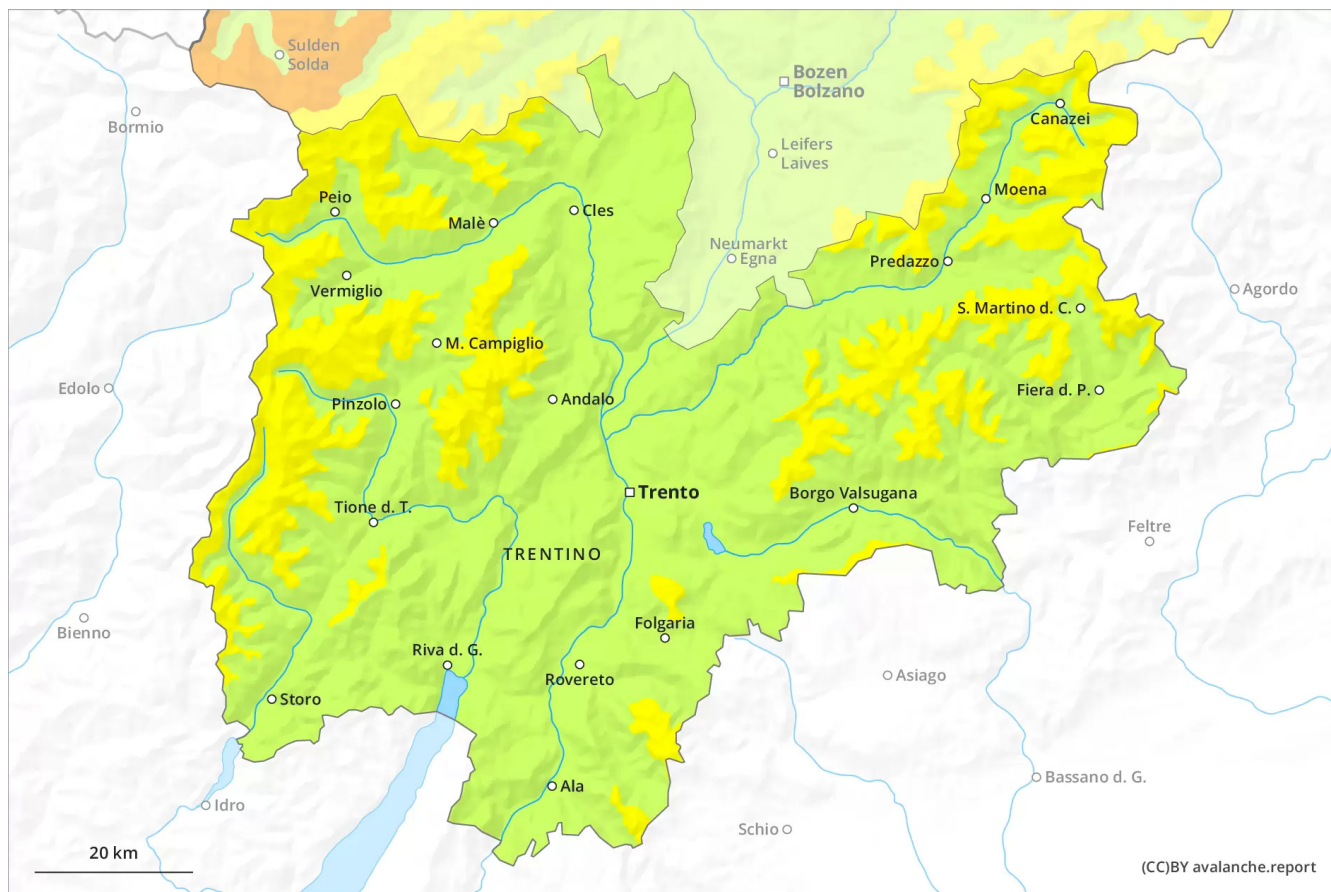 Sulden
Solda
Bozen
Bolzano
Bormio
Canazei
Leifers
Laives
Peio
Moena
Malè
Cles
Neumarkt
Egna
Predazzo
Vermiglio
Agordo
S. Martino d. C.
M. Campiglio
Edolo
Fiera d. P.
Pinzolo
Andalo
Trento
Borgo Valsugana
Tione d. T.
Feltre
TRENTINO
Bienno
Folgaria
Riva d. G.
Asiago
Rovereto
Storo
Bassano d. G.
Ala
Idro
Schio
20 km
(CC)BY avalanche.report